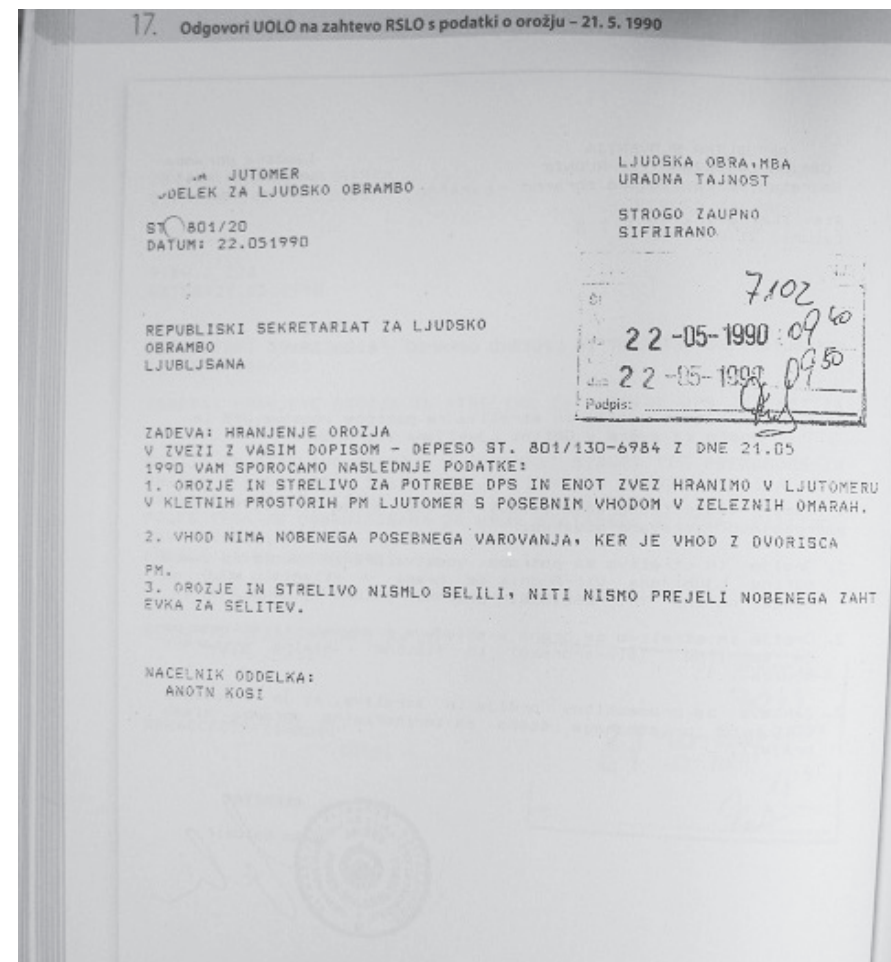 17. Odgovori UOLO na zahtevo RSLO s podatki o orožju – 21. 5. 1990
JUTOMER
ODELEK ZA LJUDSKO OBRAMBO
LJUDSKA OBRA,MBA
URADNA TAJNOST
ST 801/20
DATUM: 22.051990
STROGO ZAUPNO
SIFRIRANO
7102
22-05-1990 09 40
22-05-1990 09 50
Podpis:
REPUBLISKI SEKRETARIAT ZA LJUDSKO
OBRAMBO
LJUBLJSANA
ZADEVA: HRANJENJE OROZJA
V ZVEZI Z VASIM DOPISOM - DEPESO ST. 801/130-6984 Z DNE 21.05
1990 VAM SPOROCAMO NASLEDNJE PODATKE:
1. OROZJE IN STRELIVO ZA POTREBE DPS IN ENOT ZVEZ HRANIMO V LJUTOMERU
V KLETNIH PROSTORIH PM LJUTOMER S POSEBNIM VHODOM V ZELEZNIH OMARAH.
2. VHOD NIMA NOBENEGA POSEBNEGA VAROVANJA, KER JE VHOD Z DVORISCA
PM.
3. OROZJE IN STRELIVO NISMLO SELILI, NITI NISMO PREJELI NOBENEGA ZAHT
EVKA ZA SELITEV.
NACELNIK ODDELKA:
ANOTN KOSI